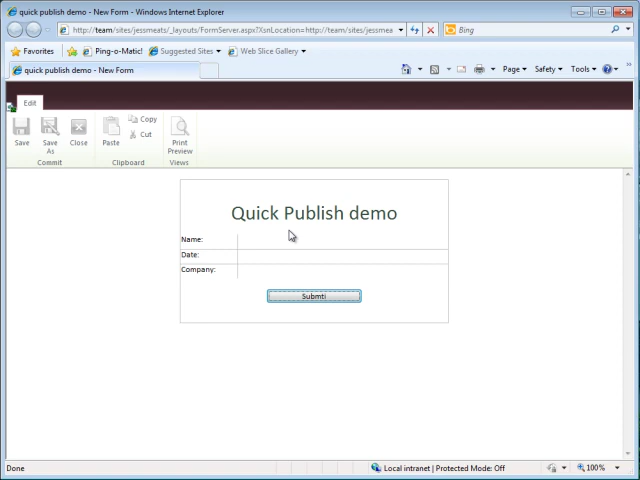 quick publish demo - New Form - Windows Internet Explorer
http://team/sites/jessmeats/_layouts/FormServer.aspx?XsnLocation=http://team/sites/jessmea
Bing
Favorites
Ping-o-Matic!
Suggested Sites
Web Slice Gallery
quick publish demo - New Form
Page
Safety
Tools
Edit
Save
Save As
Close
Paste
Copy
Cut
Print Preview
Commit
Clipboard
Views
Quick Publish demo
Name:
Date:
Company:
Submti
Done
Local intranet | Protected Mode: Off
100%